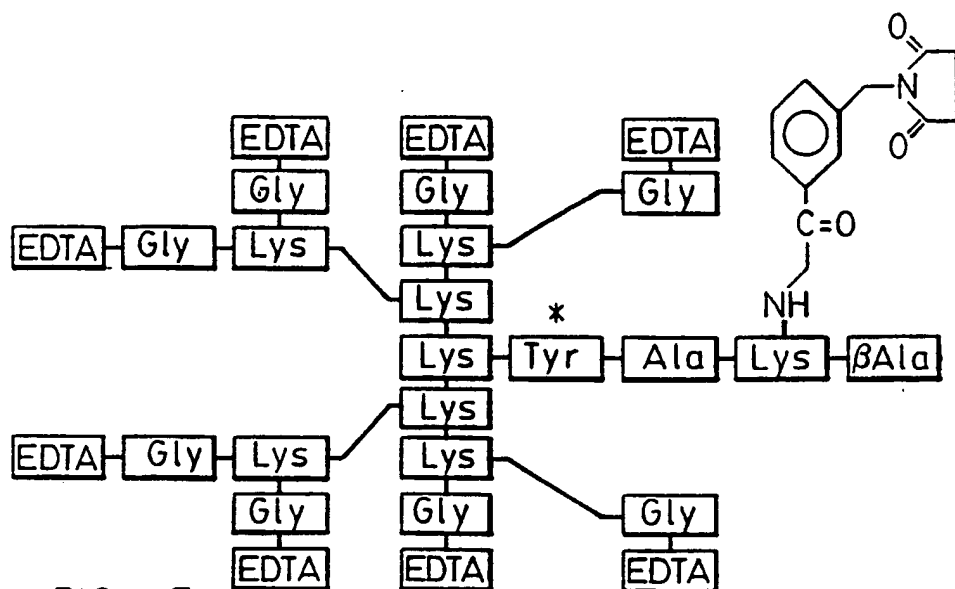 O
N
O
EDTA EDTA EDTA
Gly Gly Gly
EDTA Gly Lys Lys
C=O
Lys NH
*
Lys Tyr Ala Lys βAla
Lys
EDTA Gly Lys Lys
Gly Gly Gly
EDTA EDTA EDTA